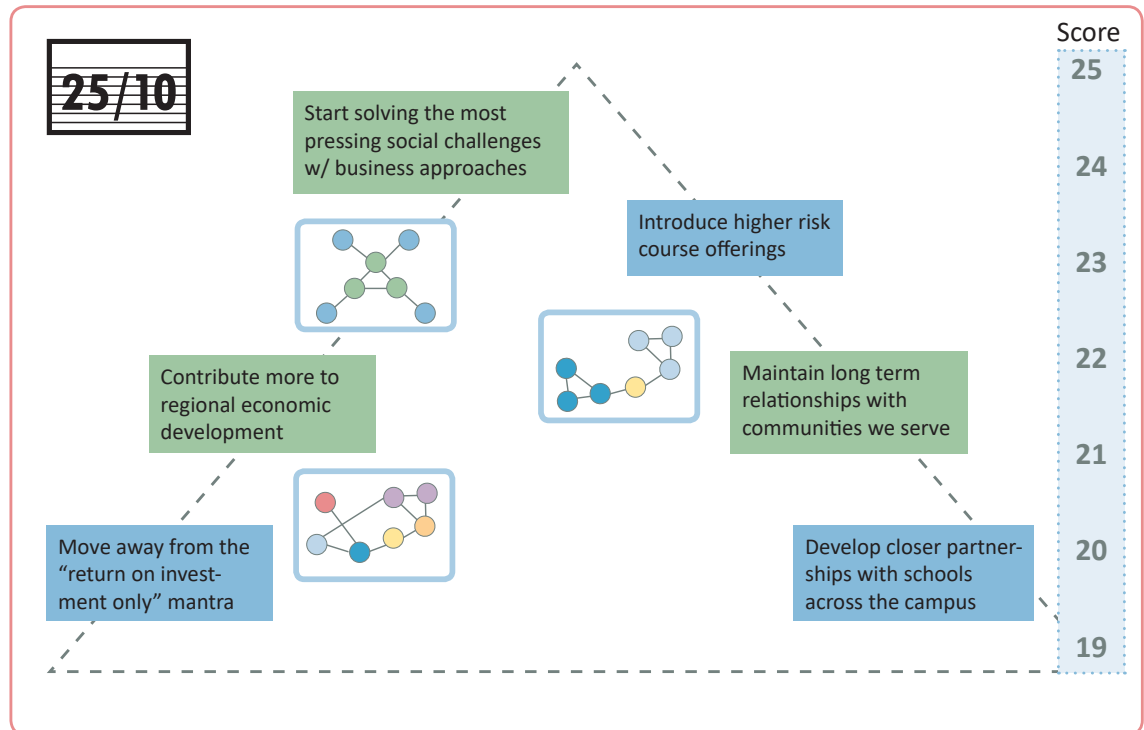 25/10
Score
25
24
23
22
21
20
19
Start solving the most
pressing social challenges
w/ business approaches
Introduce higher risk
course offerings
Contribute more to
regional economic
development
Maintain long term
relationships with
communities we serve
Move away from the
“return on invest-
ment only” mantra
Develop closer partner-
ships with schools
across the campus